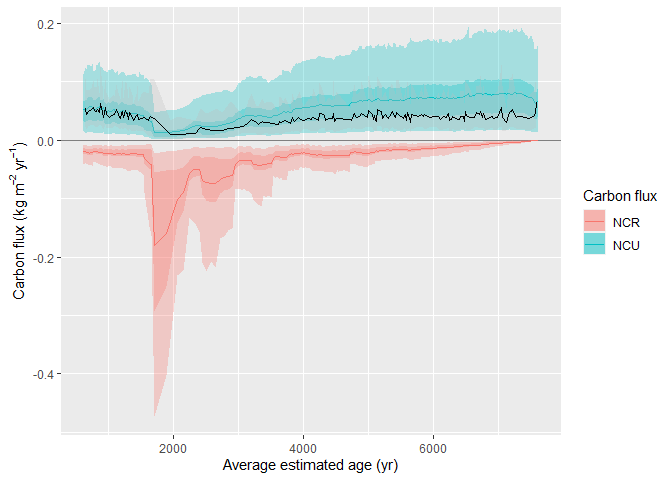 0.2
0.0
-0.2
-0.4
Carbon flux (kg m⁻² yr⁻¹)
2000
4000
6000
Average estimated age (yr)
Carbon flux
NCR
NCU